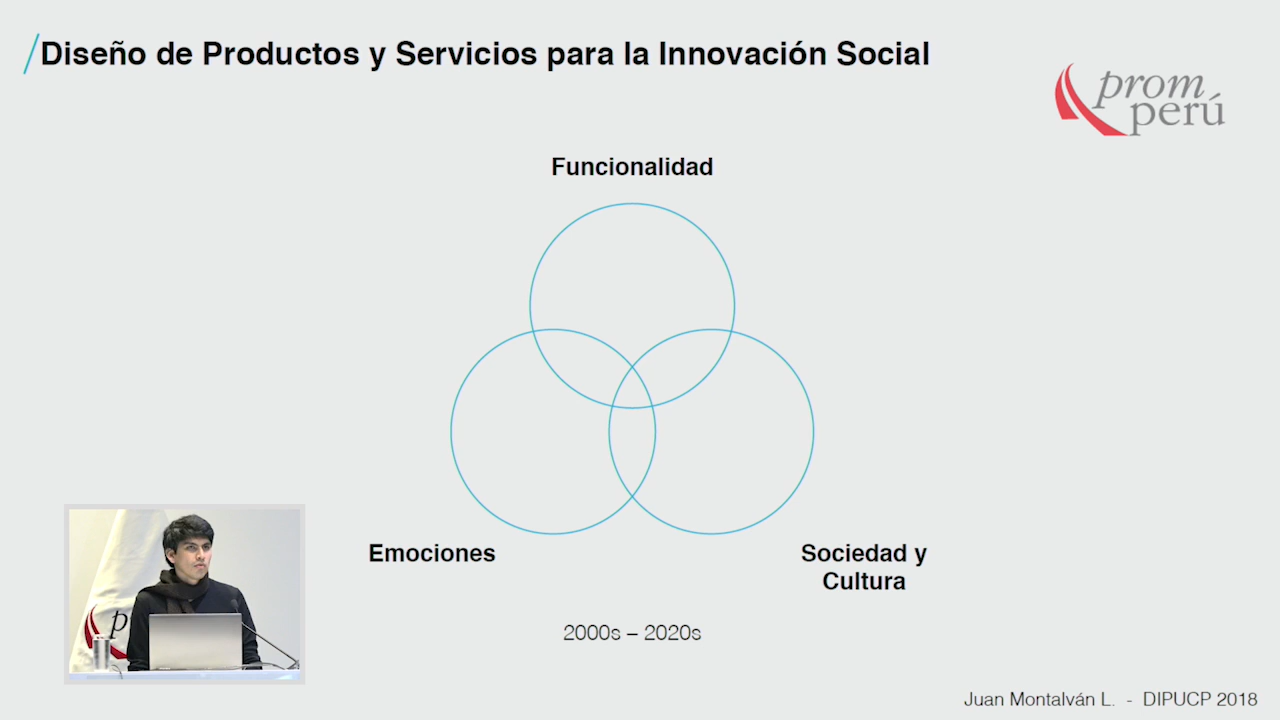 Diseño de Productos y Servicios para la Innovación Social
prom
perú
Funcionalidad
Emociones
Sociedad y
Cultura
2000s – 2020s
Juan Montalván L. - DIPUCP 2018